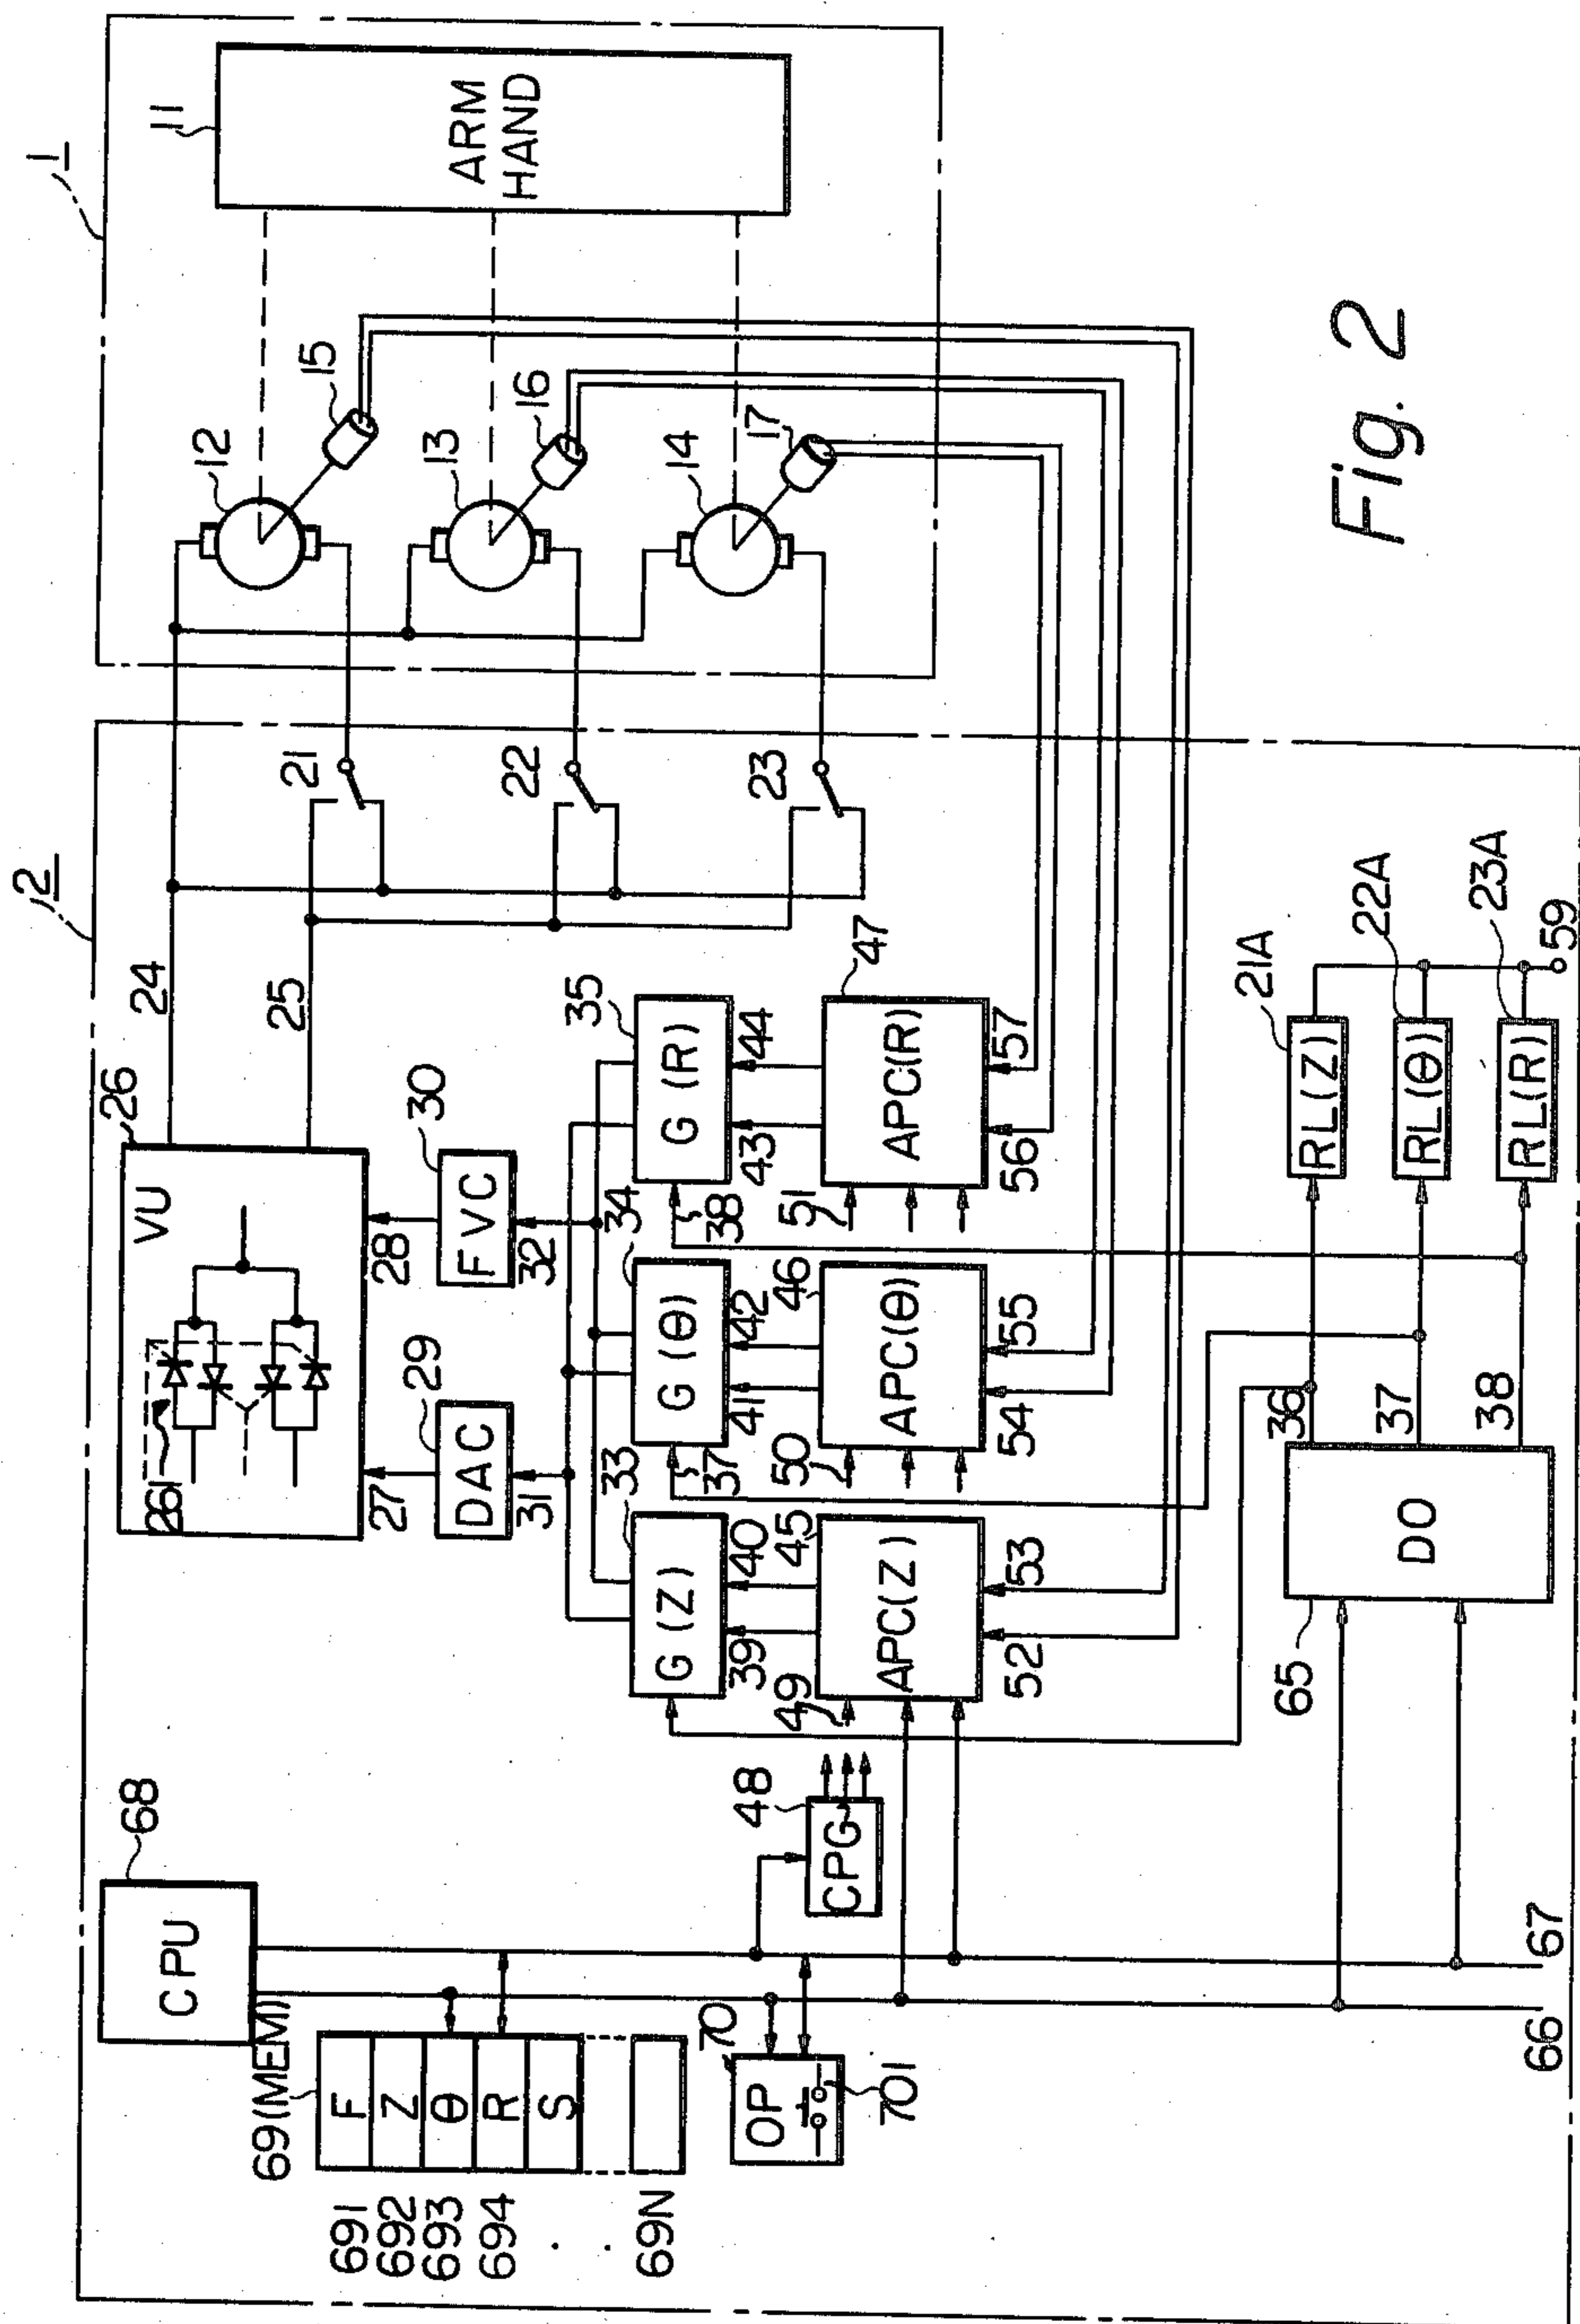 1
11
ARM
HAND
12
15
13
16
14
17
Fig. 2
2
24
25
21
22
23
26
VU
261
27
28
29
DAC
30
FVC
31
32
33
G (Z)
34
G (θ)
35
G (R)
36
37
38
37
38
39
40
41
42
43
44
45
APC(Z)
46
APC(θ)
47
APC(R)
48
CPG
49
50
51
52
53
54
55
56
57
21A
RL(Z)
22A
RL(θ)
23A
RL(R)
59
65
DO
66
67
68
CPU
69(MEM)
F
Z
θ
R
S
691
692
693
694
69N
70
OP
701